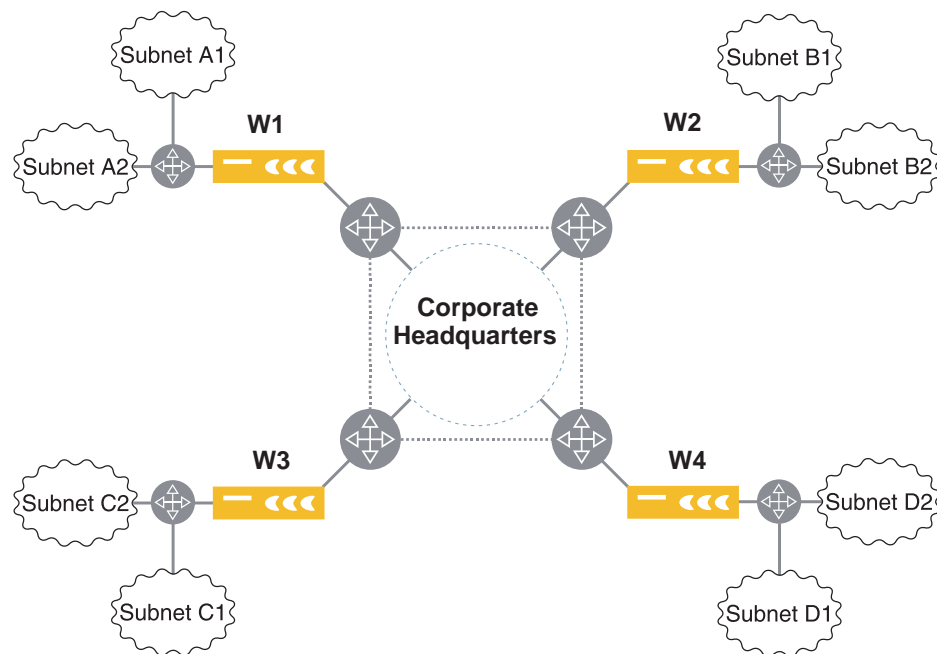 Subnet A1
Subnet B1
W1
W2
Subnet A2
Subnet B2
Corporate
Headquarters
W3
W4
Subnet C2
Subnet D2
Subnet C1
Subnet D1